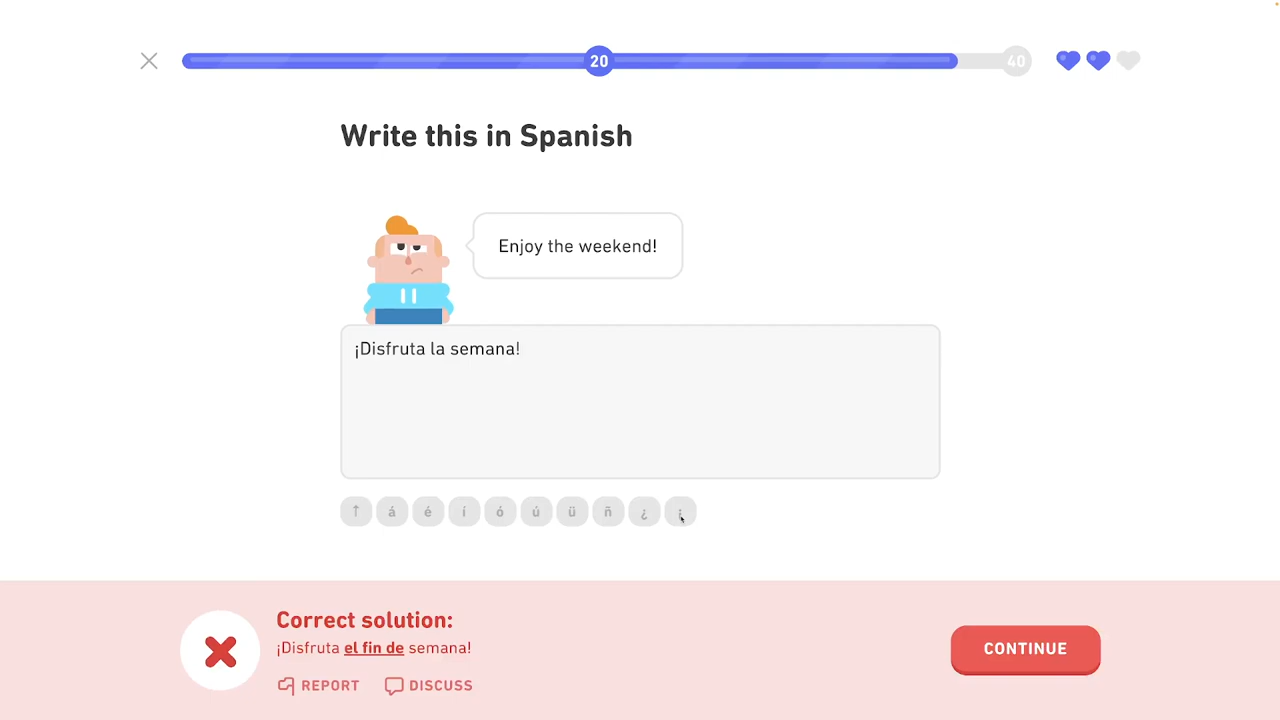 20
40
Write this in Spanish
Enjoy the weekend!
¡Disfruta la semana!
↑ á é í ó ú ü ñ ¿ ¡
Correct solution:
¡Disfruta el fin de semana!
REPORT DISCUSS
CONTINUE